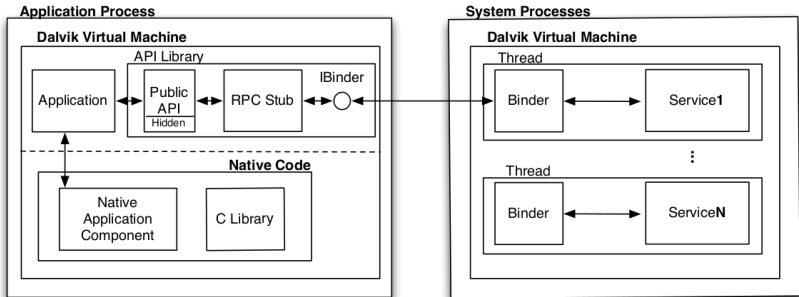 Application Process
Dalvik Virtual Machine
API Library
Application
Public
API
Hidden
RPC Stub
IBinder
Native Code
Native
Application
Component
C Library
System Processes
Dalvik Virtual Machine
Thread
Binder
Service1
⋮
Thread
Binder
ServiceN